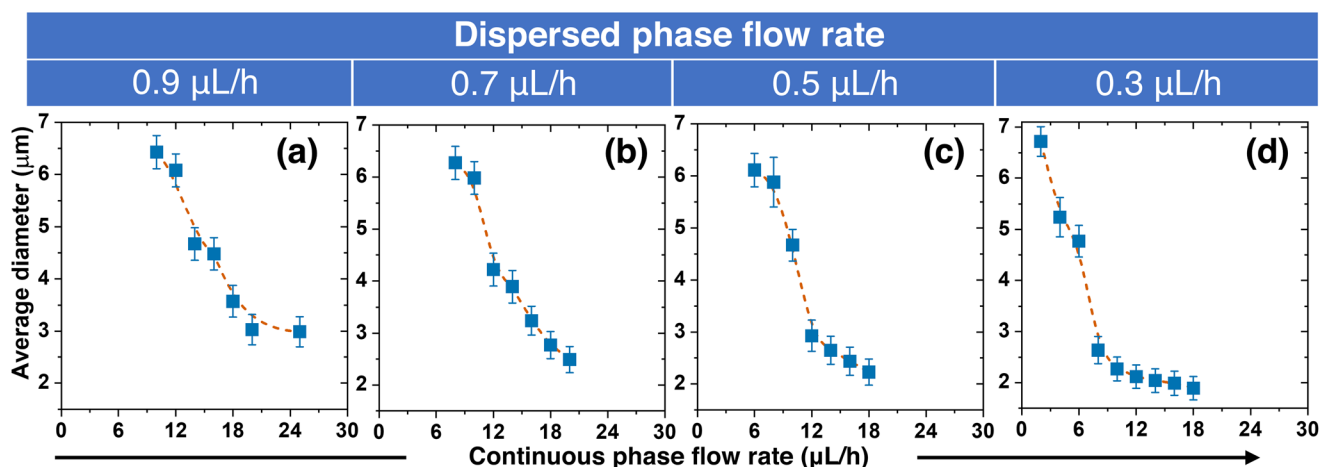 Dispersed phase flow rate
0.9 µL/h 0.7 µL/h 0.5 µL/h 0.3 µL/h
(a) (b) (c) (d)
Average diameter (μm)
7 6 5 4 3 2
7 6 5 4 3 2
7 6 5 4 3 2
7 6 5 4 3 2
0 6 12 18 24 30 0 6 12 18 24 30 0 6 12 18 24 30 0 6 12 18 24 30
Continuous phase flow rate (µL/h)